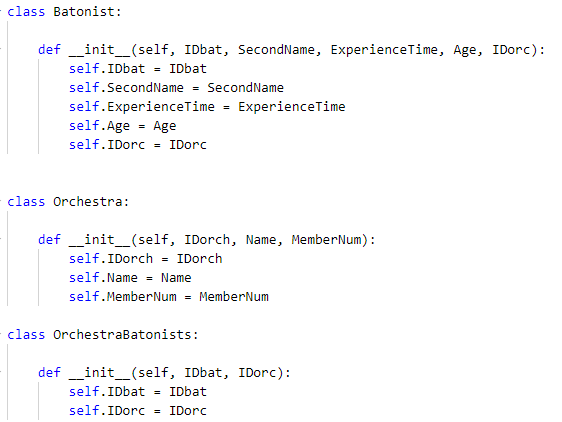 class Batonist:
def __init__(self, IDbat, SecondName, ExperienceTime, Age, IDorc):
self.IDbat = IDbat
self.SecondName = SecondName
self.ExperienceTime = ExperienceTime
self.Age = Age
self.IDorc = IDorc
class Orchestra:
def __init__(self, IDorch, Name, MemberNum):
self.IDorch = IDorch
self.Name = Name
self.MemberNum = MemberNum
class OrchestraBatonists:
def __init__(self, IDbat, IDorc):
self.IDbat = IDbat
self.IDorc = IDorc